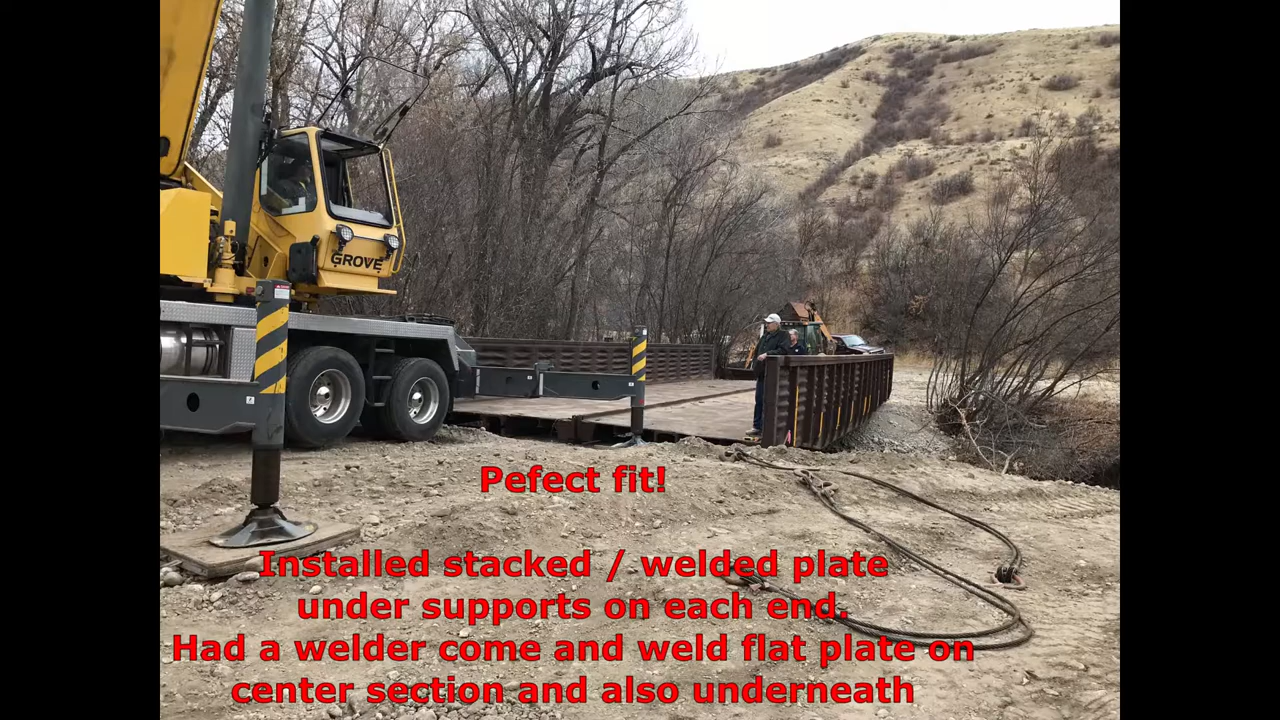 GROVE
Pefect fit!
Installed stacked / welded plate
under supports on each end.
Had a welder come and weld flat plate on
center section and also underneath